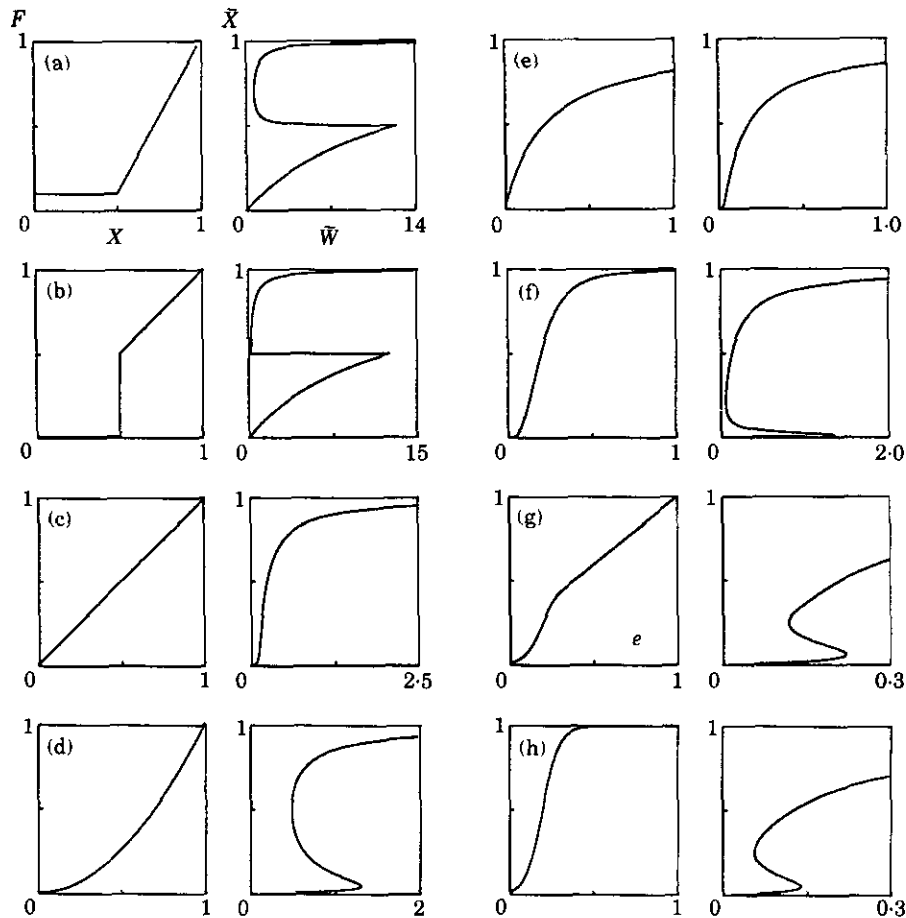 F X̃
1 (a) 1 1 (e) 1
0 X 1 0 W̃ 14 0 1 0 1·0
1 (b) 1 1 (f) 1
0 1 0 15 0 1 0 2·0
1 (c) 1 1 (g) e 1
0 1 0 2·5 0 1 0 0·3
1 (d) 1 1 (h) 1
0 1 0 2 0 1 0 0·3